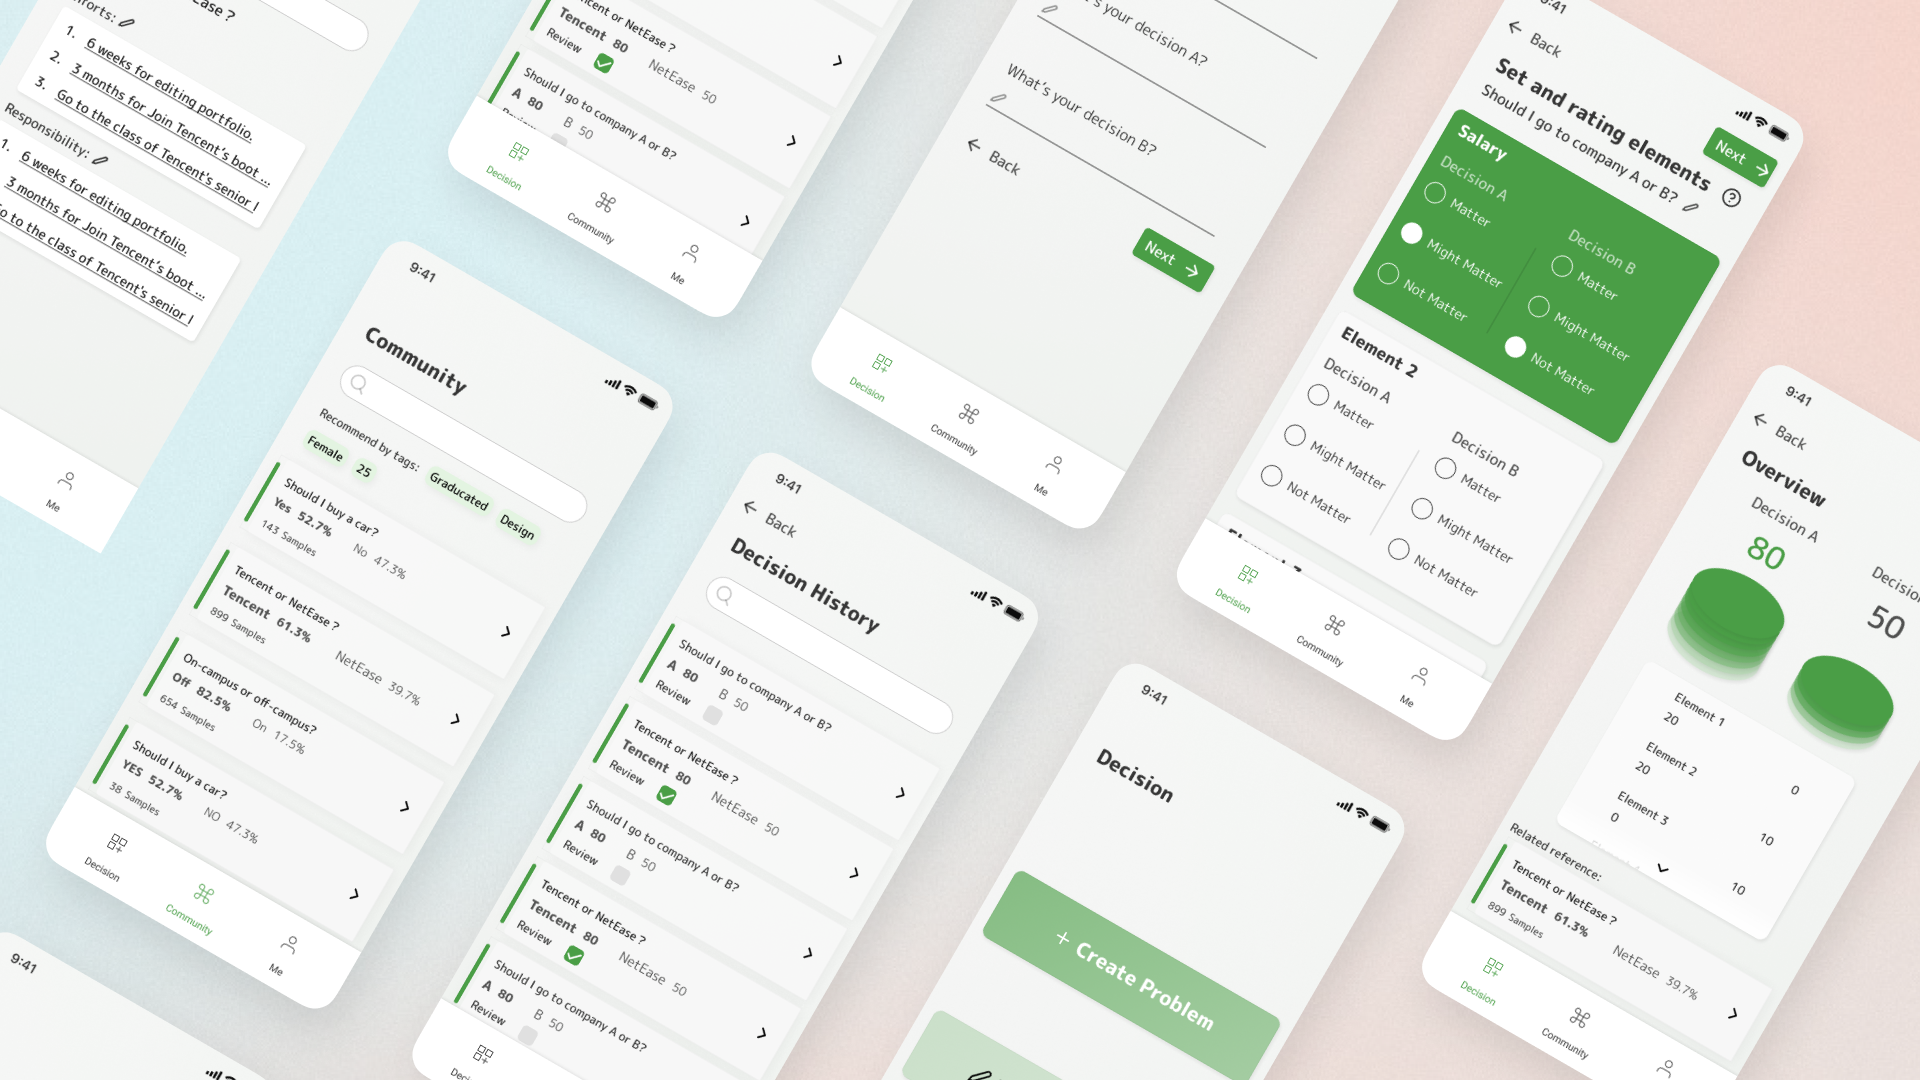 Ease ?
1. 6 weeks for editing portfolio.
2. 3 months for Join Tencent's boot ...
3. Go to the class of Tencent's senior l
Responsibility:
1. 6 weeks for editing portfolio.
3 months for Join Tencent's boot ...
to the class of Tencent's senior l
Me
Tencent or NetEase ?
Tencent 80
NetEase 50
Review
Should I go to company A or B?
A 80
B 50
Decision
Community
Me
What's your decision A?
What's your decision B?
Back
Next
Decision
Community
Me
9:41
Back
Set and rating elements
Should I go to company A or B?
Next
Salary
Decision A
Matter
Might Matter
Not Matter
Decision B
Matter
Might Matter
Not Matter
Element 2
Decision A
Matter
Might Matter
Not Matter
Decision B
Matter
Might Matter
Not Matter
Decision
Community
Me
9:41
Community
Recommend by tags:
Female
25
Graducated
Design
Should I buy a car?
Yes 52.7%
No 47.3%
143 Samples
Tencent or NetEase ?
Tencent 61.3%
NetEase 39.7%
899 Samples
On-campus or off-campus?
Off 82.5%
On 17.5%
654 Samples
Should I buy a car?
YES 52.7%
NO 47.3%
38 Samples
Decision
Community
Me
9:41
Back
Decision History
Should I go to company A or B?
A 80
B 50
Review
Tencent or NetEase ?
Tencent 80
NetEase 50
Review
Should I go to company A or B?
A 80
B 50
Review
Tencent or NetEase ?
Tencent 80
NetEase 50
Review
Should I go to company A or B?
A 80
B 50
Review
9:41
Decision
+ Create Problem
9:41
Back
Overview
Decision A
80
Decision
50
Element 1
20
0
Element 2
20
10
Element 3
0
10
Related reference:
Tencent or NetEase ?
Tencent 61.3%
NetEase 39.7%
899 Samples
Decision
Community
9:41